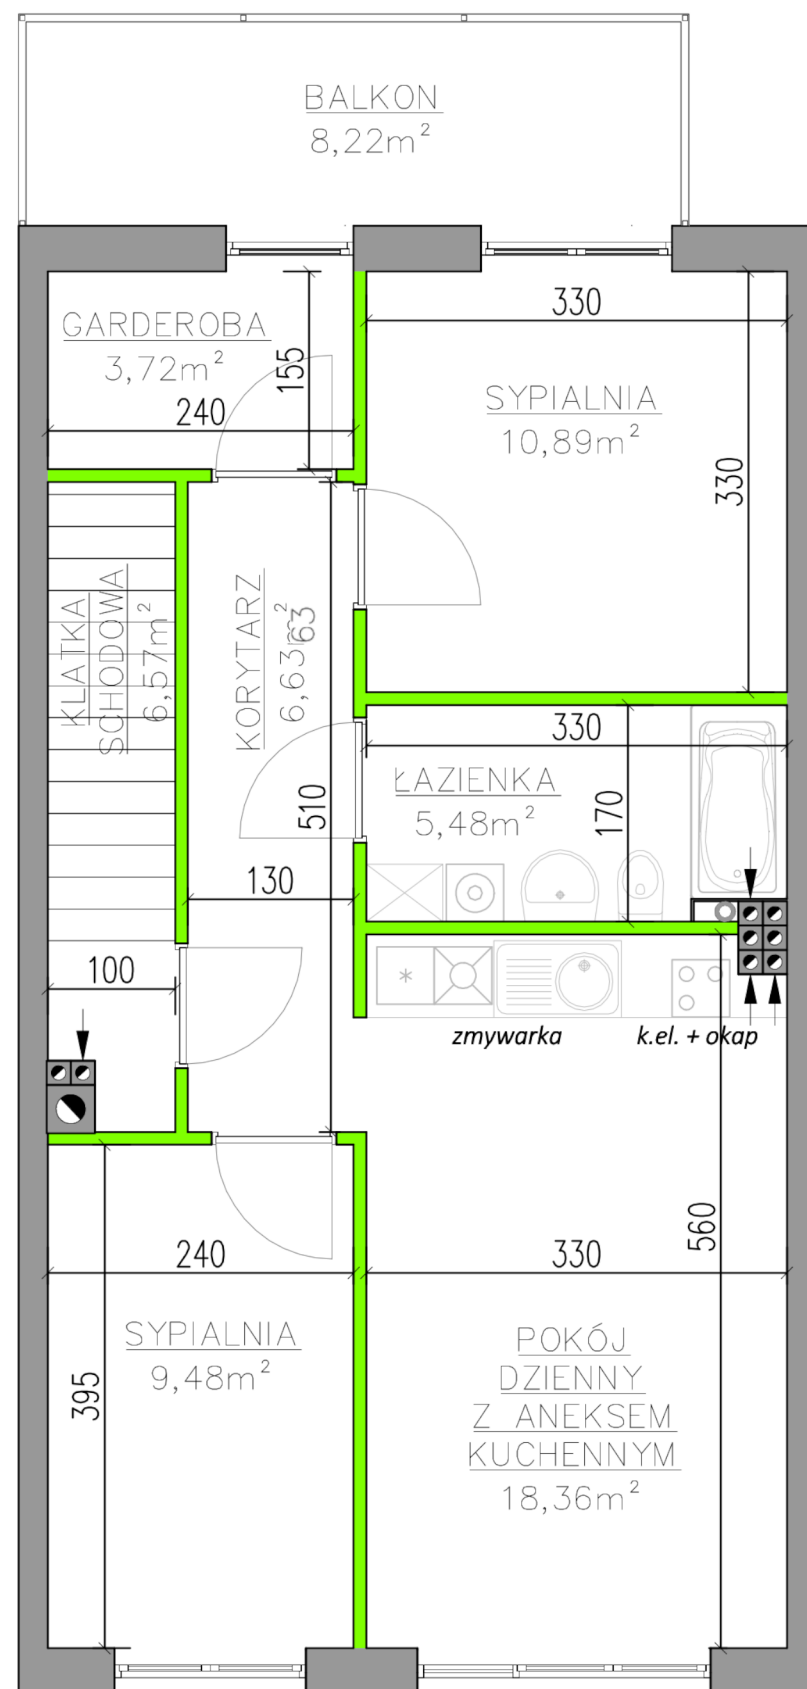 BALKON
8,22m²
GARDEROBA
3,72m²
155
240
330
SYPIALNIA
10,89m²
330
KLATKA
SCHODOWA
6,57m²
KORYTARZ
6,63m²
63
510
130
100
330
ŁAZIENKA
5,48m²
170
zmywarka
k.el. + okap
240
SYPIALNIA
9,48m²
395
330
560
POKÓJ
DZIENNY
Z ANEKSEM
KUCHENNYM
18,36m²